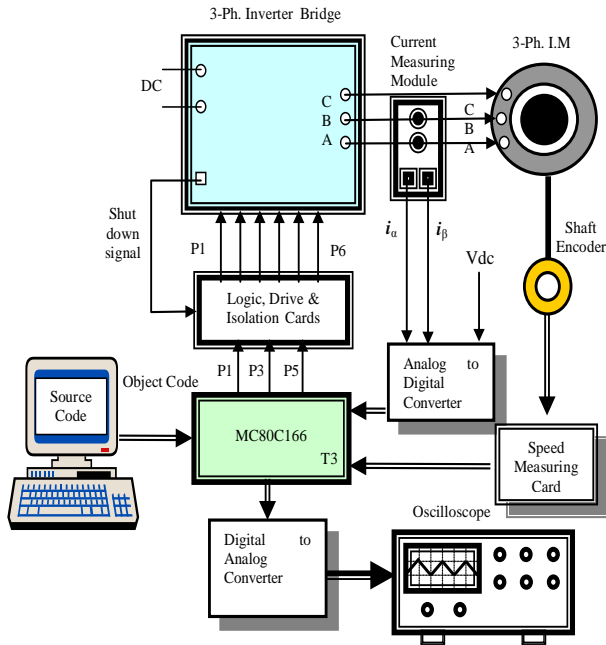 3-Ph. Inverter Bridge
Current
Measuring
Module
3-Ph. I.M
DC
C
B
A
C
B
A
Shut
down
signal
P1
P6
iα
iβ
Vdc
Shaft
Encoder
Logic, Drive &
Isolation Cards
P1
P3
P5
Analog to
Digital
Converter
Object Code
Source
Code
MC80C166
T3
Speed
Measuring
Card
Digital to
Analog
Converter
Oscilloscope